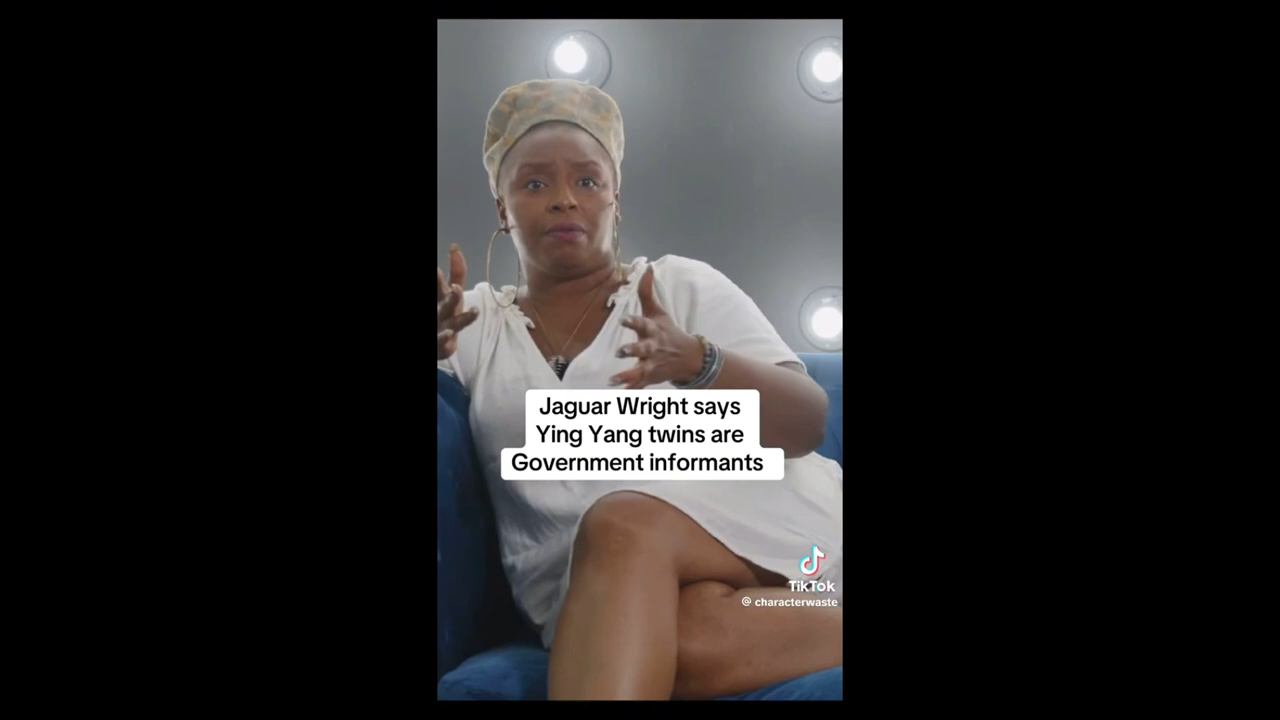 Jaguar Wright says
Ying Yang twins are
Government informants
TikTok
@ characterwaste